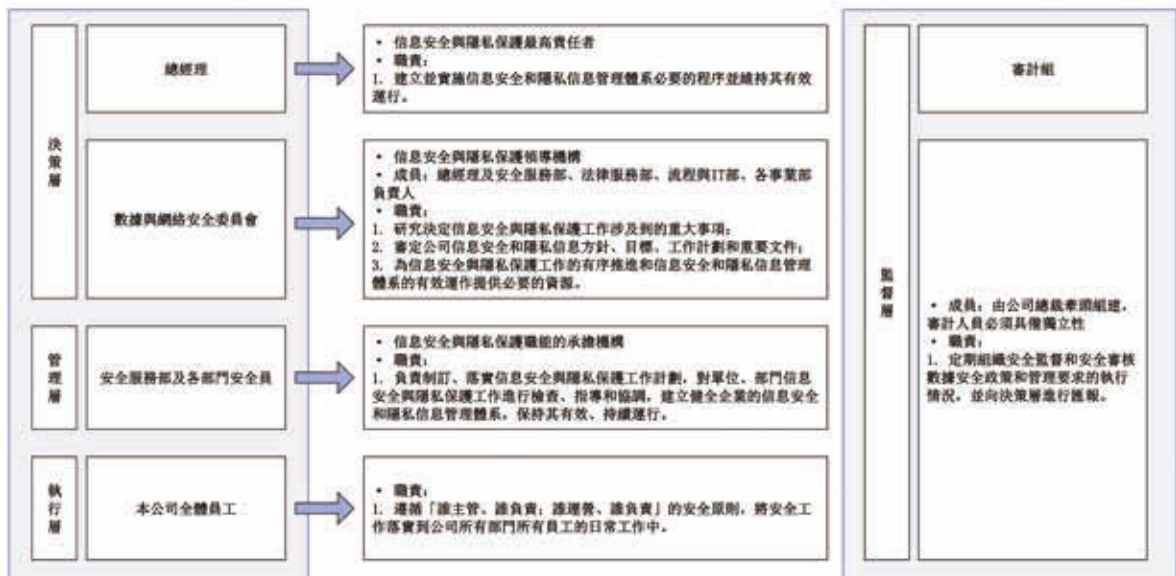 決策層
總經理
• 信息安全與隱私保護最高責任者
• 職責：
1. 建立並實施信息安全和隱私信息管理體系必要的程序並維持其有效
運行。
數據與網絡安全委員會
• 信息安全與隱私保護領導機構
• 成員：總經理及安全服務部、法律服務部、流程與IT部、各事業部
負責人
• 職責：
1. 研究決定信息安全與隱私保護工作涉及到的重大事項；
2. 審定公司信息安全和隱私信息方針、目標、工作計劃和重要文件；
3. 為信息安全與隱私保護工作的有序推進和信息安全和隱私信息管理
體系的有效運作提供必要的資源。
管理層
安全服務部及各部門安全員
• 信息安全與隱私保護職能的承擔機構
• 職責：
1. 負責制訂、落實信息安全與隱私保護工作計劃，對單位、部門信息
安全與隱私保護工作進行檢查、指導和協調，建立健全企業的信息安全
和隱私信息管理體系，保持其有效、持續運行。
執行層
本公司全體員工
• 職責：
1. 遵循「誰主管、誰負責；誰運營、誰負責」的安全原則，將安全工
作落實到公司所有部門所有員工的日常工作中。
監督層
審計組
• 成員：由公司總裁牽頭組建，
審計人員必須具備獨立性
• 職責：
1. 定期組織安全監督和安全審核
數據安全政策和管理要求的執行
情況，並向決策層進行匯報。